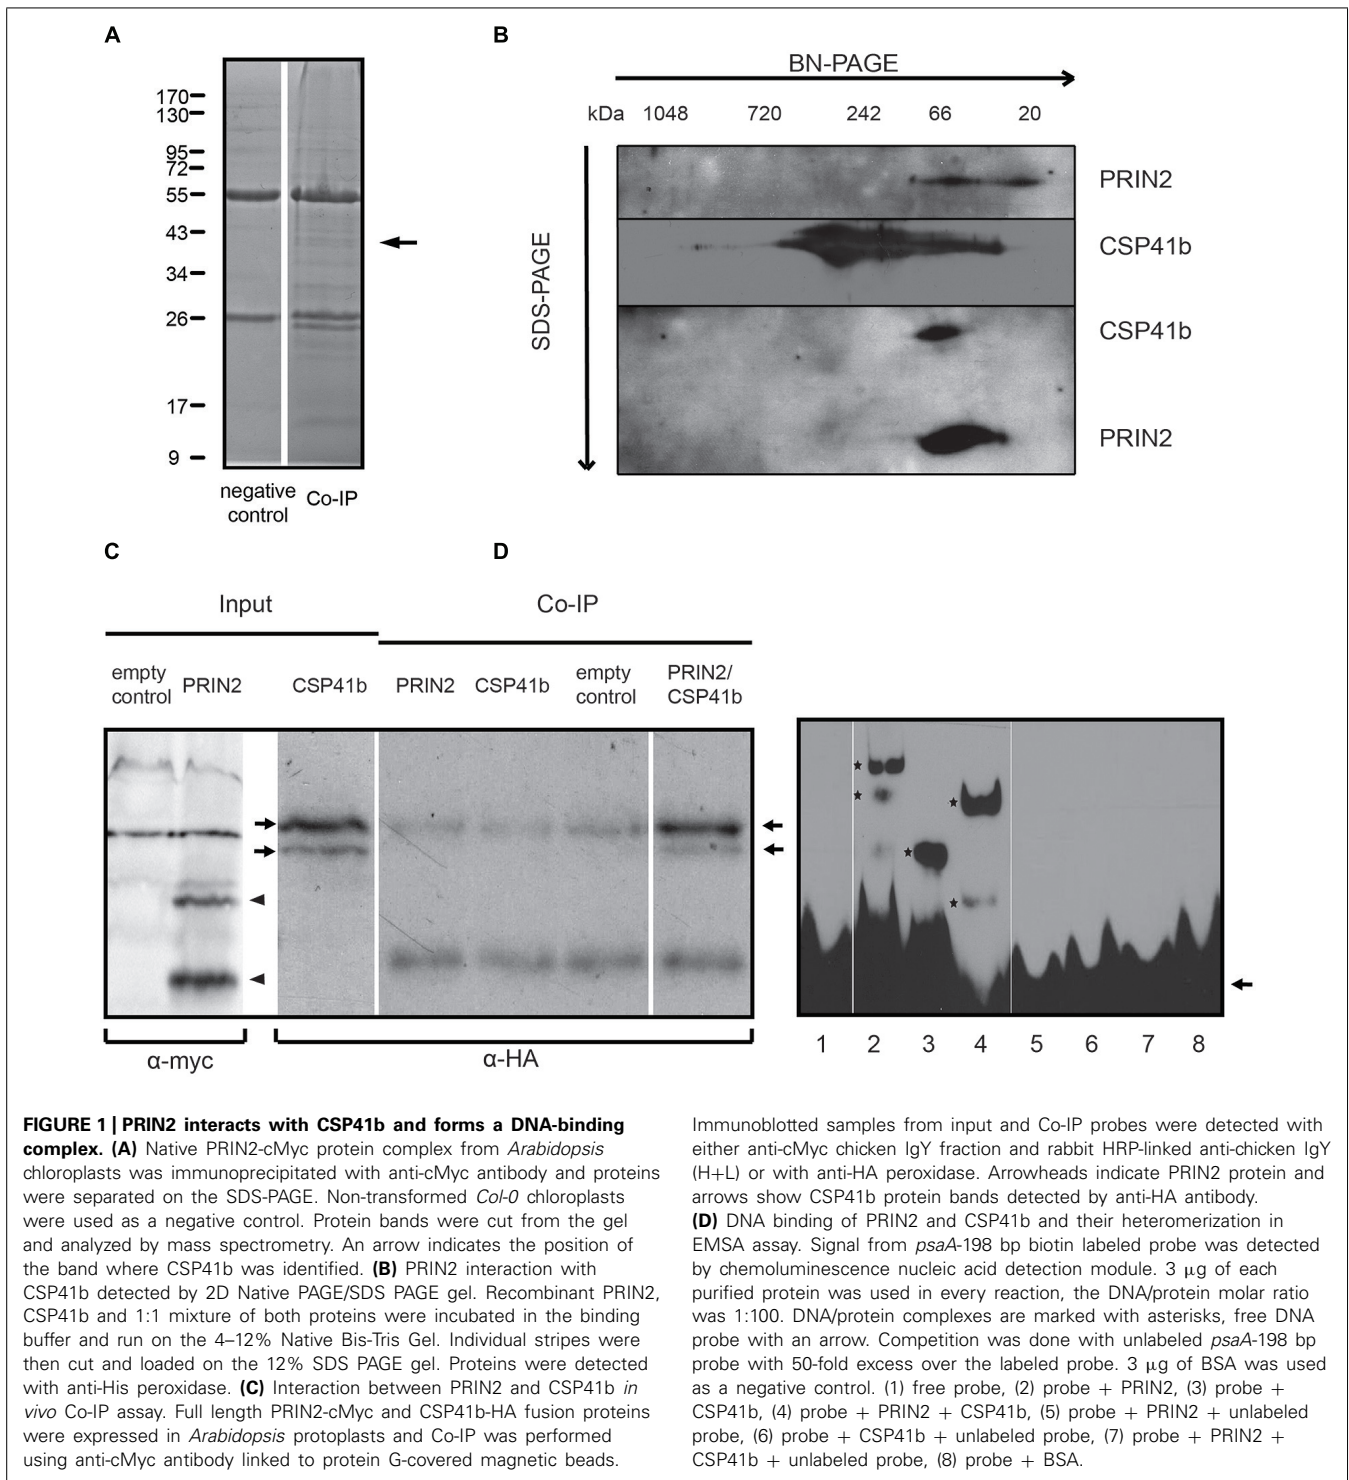 A
170
130
95
72
55
43
34
26
17
9
negative
control
Co-IP
B
BN-PAGE
kDa 1048 720 242 66 20
SDS-PAGE
PRIN2
CSP41b
CSP41b
PRIN2
C
Input
Co-IP
empty
control
PRIN2
CSP41b
PRIN2
CSP41b
empty
control
PRIN2/
CSP41b
α-myc
α-HA
D
1 2 3 4 5 6 7 8
FIGURE 1 | PRIN2 interacts with CSP41b and forms a DNA-binding
complex. (A) Native PRIN2-cMyc protein complex from Arabidopsis
chloroplasts was immunoprecipitated with anti-cMyc antibody and proteins
were separated on the SDS-PAGE. Non-transformed Col-0 chloroplasts
were used as a negative control. Protein bands were cut from the gel
and analyzed by mass spectrometry. An arrow indicates the position of
the band where CSP41b was identified. (B) PRIN2 interaction with
CSP41b detected by 2D Native PAGE/SDS PAGE gel. Recombinant PRIN2,
CSP41b and 1:1 mixture of both proteins were incubated in the binding
buffer and run on the 4–12% Native Bis-Tris Gel. Individual stripes were
then cut and loaded on the 12% SDS PAGE gel. Proteins were detected
with anti-His peroxidase. (C) Interaction between PRIN2 and CSP41b in
vivo Co-IP assay. Full length PRIN2-cMyc and CSP41b-HA fusion proteins
were expressed in Arabidopsis protoplasts and Co-IP was performed
using anti-cMyc antibody linked to protein G-covered magnetic beads.
Immunoblotted samples from input and Co-IP probes were detected with
either anti-cMyc chicken IgY fraction and rabbit HRP-linked anti-chicken IgY
(H+L) or with anti-HA peroxidase. Arrowheads indicate PRIN2 protein and
arrows show CSP41b protein bands detected by anti-HA antibody.
(D) DNA binding of PRIN2 and CSP41b and their heteromerization in
EMSA assay. Signal from psaA-198 bp biotin labeled probe was detected
by chemoluminescence nucleic acid detection module. 3 μg of each
purified protein was used in every reaction, the DNA/protein molar ratio
was 1:100. DNA/protein complexes are marked with asterisks, free DNA
probe with an arrow. Competition was done with unlabeled psaA-198 bp
probe with 50-fold excess over the labeled probe. 3 μg of BSA was used
as a negative control. (1) free probe, (2) probe + PRIN2, (3) probe +
CSP41b, (4) probe + PRIN2 + CSP41b, (5) probe + PRIN2 + unlabeled
probe, (6) probe + CSP41b + unlabeled probe, (7) probe + PRIN2 +
CSP41b + unlabeled probe, (8) probe + BSA.